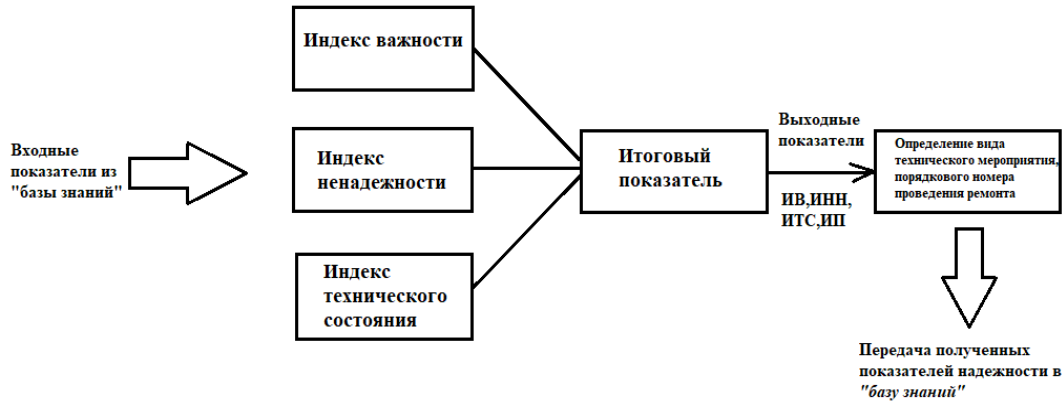 Индекс важности
Входные
показатели из
"базы знаний"
Индекс
ненадежности
Индекс
технического
состояния
Итоговый
показатель
Выходные
показатели
ИВ,ИНН,
ИТС,ИП
Определение вида
технического мероприятия,
порядкового номера
проведения ремонта
Передача полученных
показателей надежности в
"базу знаний"